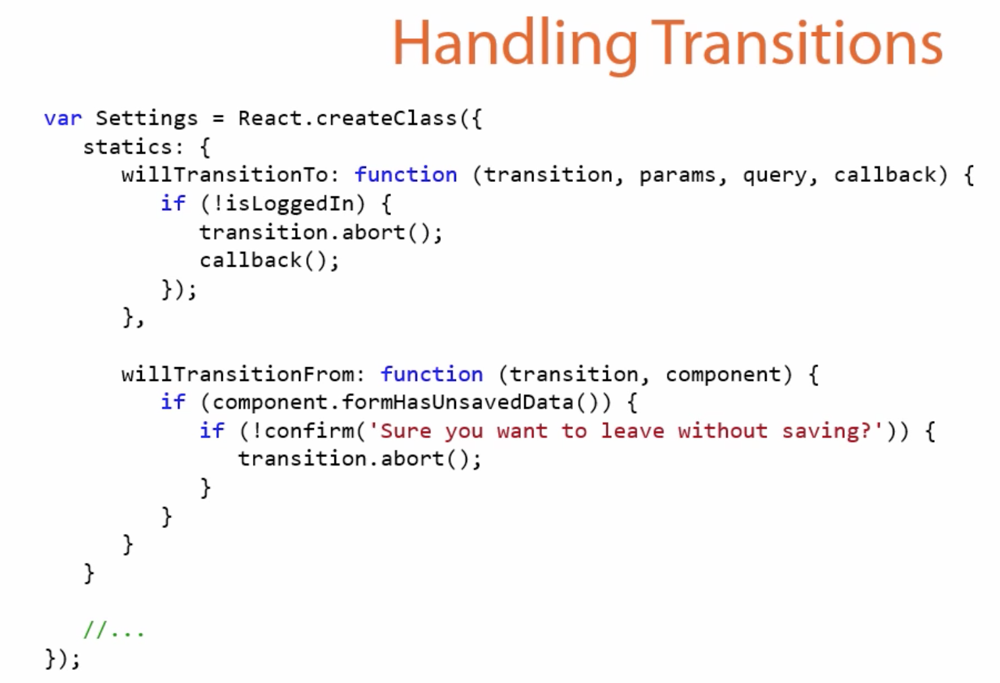 Handling Transitions
var Settings = React.createClass({
   statics: {
      willTransitionTo: function (transition, params, query, callback) {
         if (!isLoggedIn) {
            transition.abort();
            callback();
         });
      },

      willTransitionFrom: function (transition, component) {
         if (component.formHasUnsavedData()) {
            if (!confirm('Sure you want to leave without saving?')) {
               transition.abort();
            }
         }
      }
   }

   //...
});